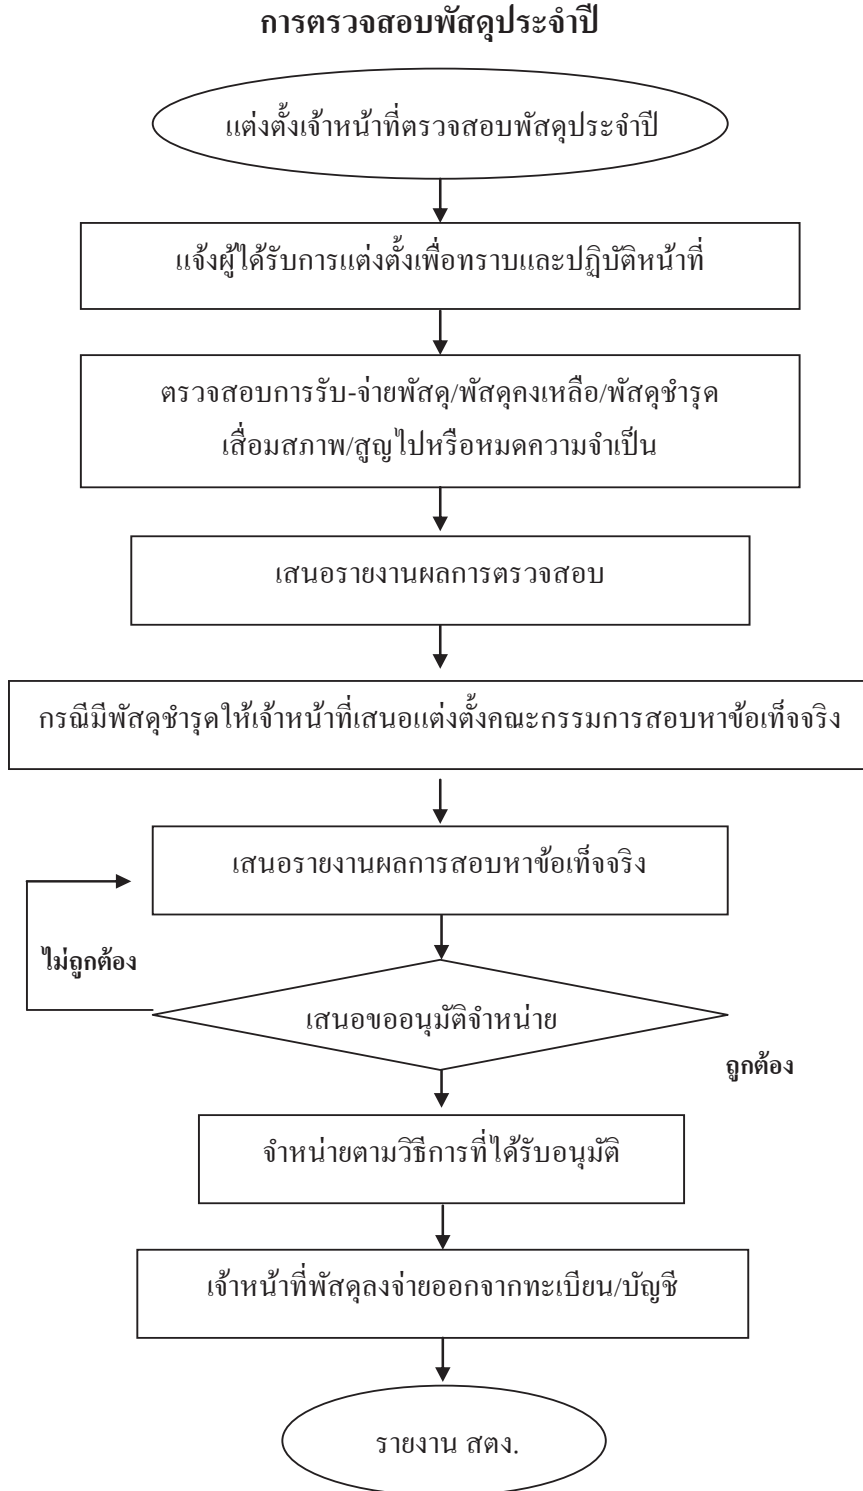 การตรวจสอบพัสดุประจำปี
แต่งตั้งเจ้าหน้าที่ตรวจสอบพัสดุประจำปี
แจ้งผู้ได้รับการแต่งตั้งเพื่อทราบและปฏิบัติหน้าที่
ตรวจสอบการรับ-จ่ายพัสดุ/พัสดุคงเหลือ/พัสดุชำรุด
เสื่อมสภาพ/สูญไปหรือหมดความจำเป็น
เสนอรายงานผลการตรวจสอบ
กรณีมีพัสดุชำรุดให้เจ้าหน้าที่เสนอแต่งตั้งคณะกรรมการสอบหาข้อเท็จจริง
เสนอรายงานผลการสอบหาข้อเท็จจริง
ไม่ถูกต้อง
เสนอขออนุมัติจำหน่าย
ถูกต้อง
จำหน่ายตามวิธีการที่ได้รับอนุมัติ
เจ้าหน้าที่พัสดุลงจ่ายออกจากทะเบียน/บัญชี
รายงาน สตง.